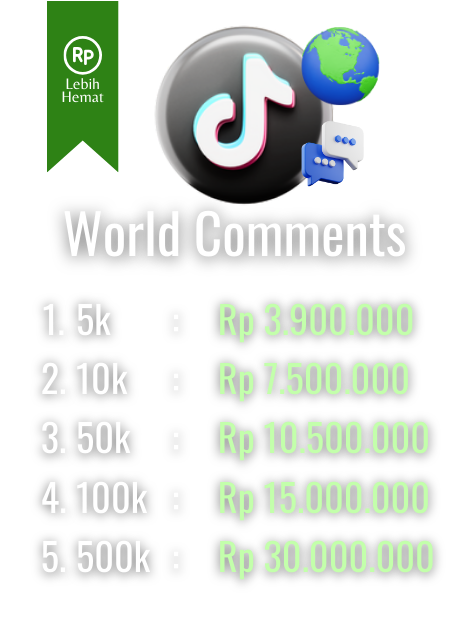 Rp
Lebih
Hemat
World Comments
1. 5k : Rp 3.900.000
2. 10k : Rp 7.500.000
3. 50k : Rp 10.500.000
4. 100k : Rp 15.000.000
5. 500k : Rp 30.000.000